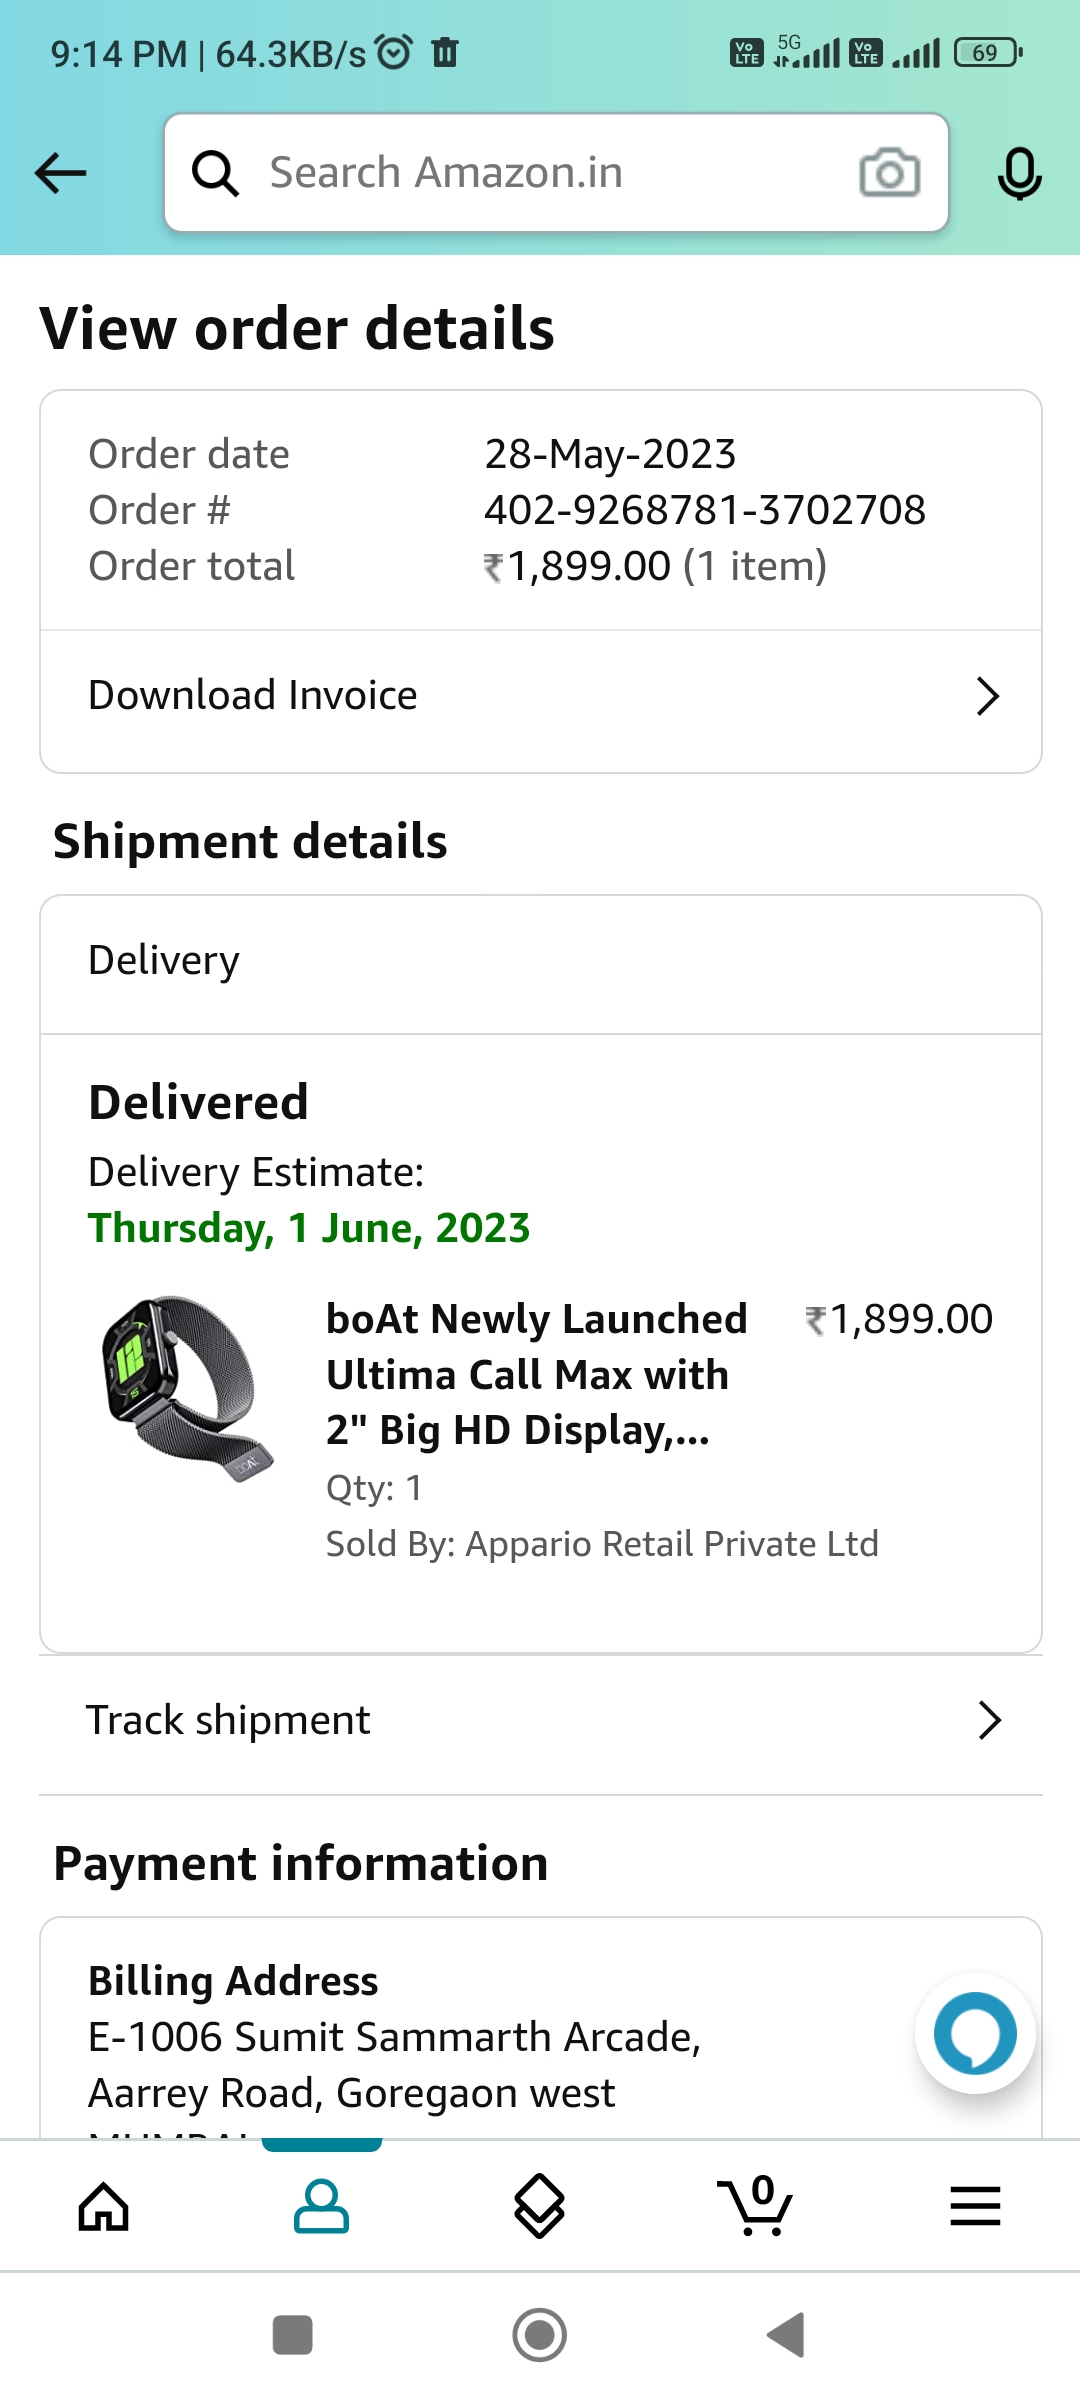 9:14 PM | 64.3KB/s
Vo LTE 5G Vo LTE 69
Search Amazon.in
View order details
Order date 28-May-2023
Order # 402-9268781-3702708
Order total ₹1,899.00 (1 item)
Download Invoice
Shipment details
Delivery
Delivered
Delivery Estimate:
Thursday, 1 June, 2023
boAt Newly Launched ₹1,899.00
Ultima Call Max with
2" Big HD Display,...
Qty: 1
Sold By: Appario Retail Private Ltd
Track shipment
Payment information
Billing Address
E-1006 Sumit Sammarth Arcade,
Aarrey Road, Goregaon west
0